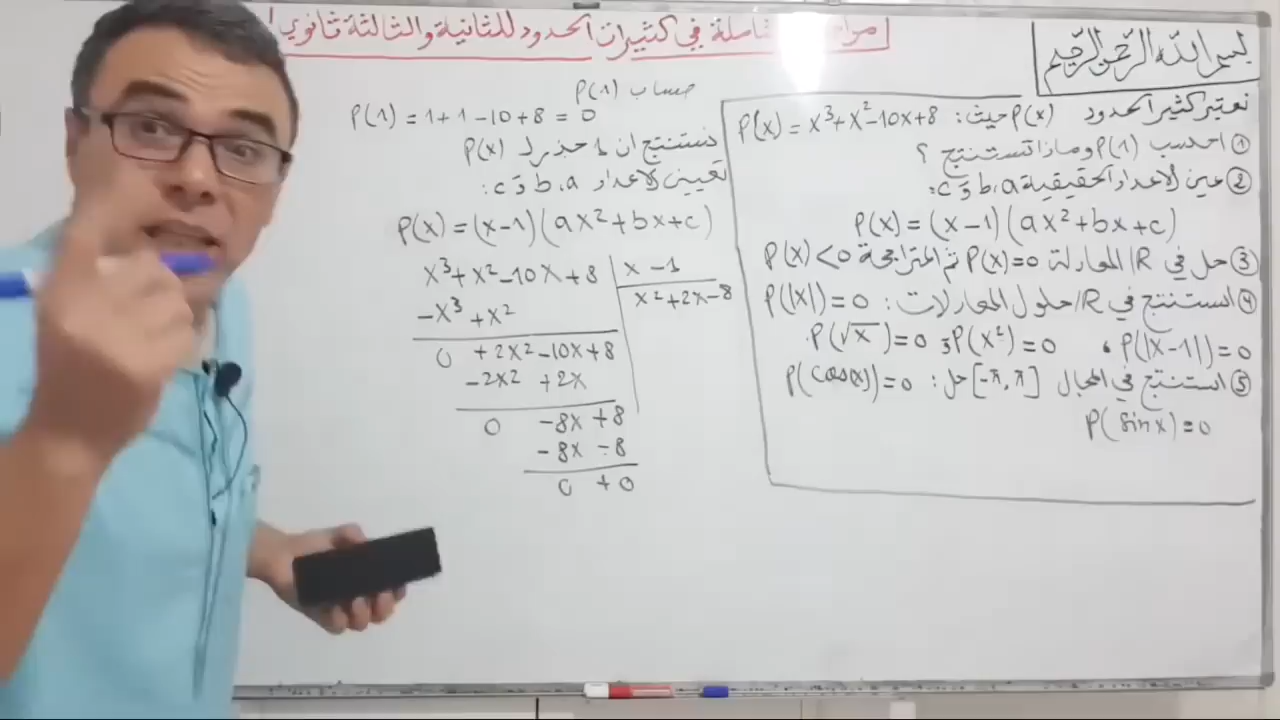 شاملة في كثيرات الحدود للثانية والثالثة ثانوي
بسم الله الرحمن الرحيم
نعتبر كثير الحدود P(x) حيث: P(x) = x³+x²-10x+8
① احسب P(1) وماذا تستنتج ؟
② عين الأعداد الحقيقية a، b و c:
P(x) = (x-1)(ax²+bx+c)
③ حل في R المعادلة P(x)=0 ثم المتراجحة P(x)<0
④ استنتج في R حلول المعادلات: P(|x|)=0
P(|x-1|)=0 ، P(x²)=0 و P(√x)=0
⑤ استنتج في المجال [-π,π] حل: P(cos(x))=0
P(sin x)=0
حساب P(1)
P(1) = 1+1-10+8 = 0
نستنتج ان 1 جذر لـ P(x)
تعيين الأعداد a، b و c:
P(x) = (x-1)(ax²+bx+c)
x³+x²-10x+8 | x-1
-x³+x² | x²+2x-8
0 +2x²-10x+8
-2x² +2x
0 -8x+8
-8x-8
0 +0